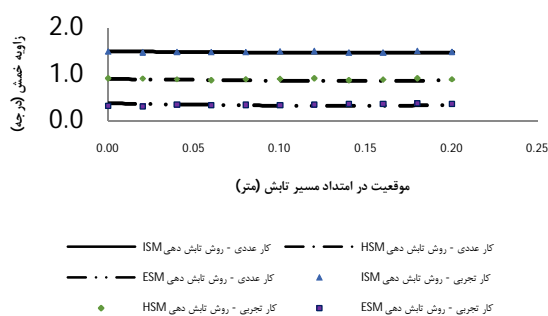 زاویه خمش (درجه)
2.0
1.0
0.0
0.00 0.05 0.10 0.15 0.20 0.25
موقعیت در امتداد مسیر تابش (متر)
کار عددی - روش تابش دهی ISM
کار عددی - روش تابش دهی HSM
کار عددی - روش تابش دهی ESM
کار تجربی - روش تابش دهی ISM
کار تجربی - روش تابش دهی HSM
کار تجربی - روش تابش دهی ESM